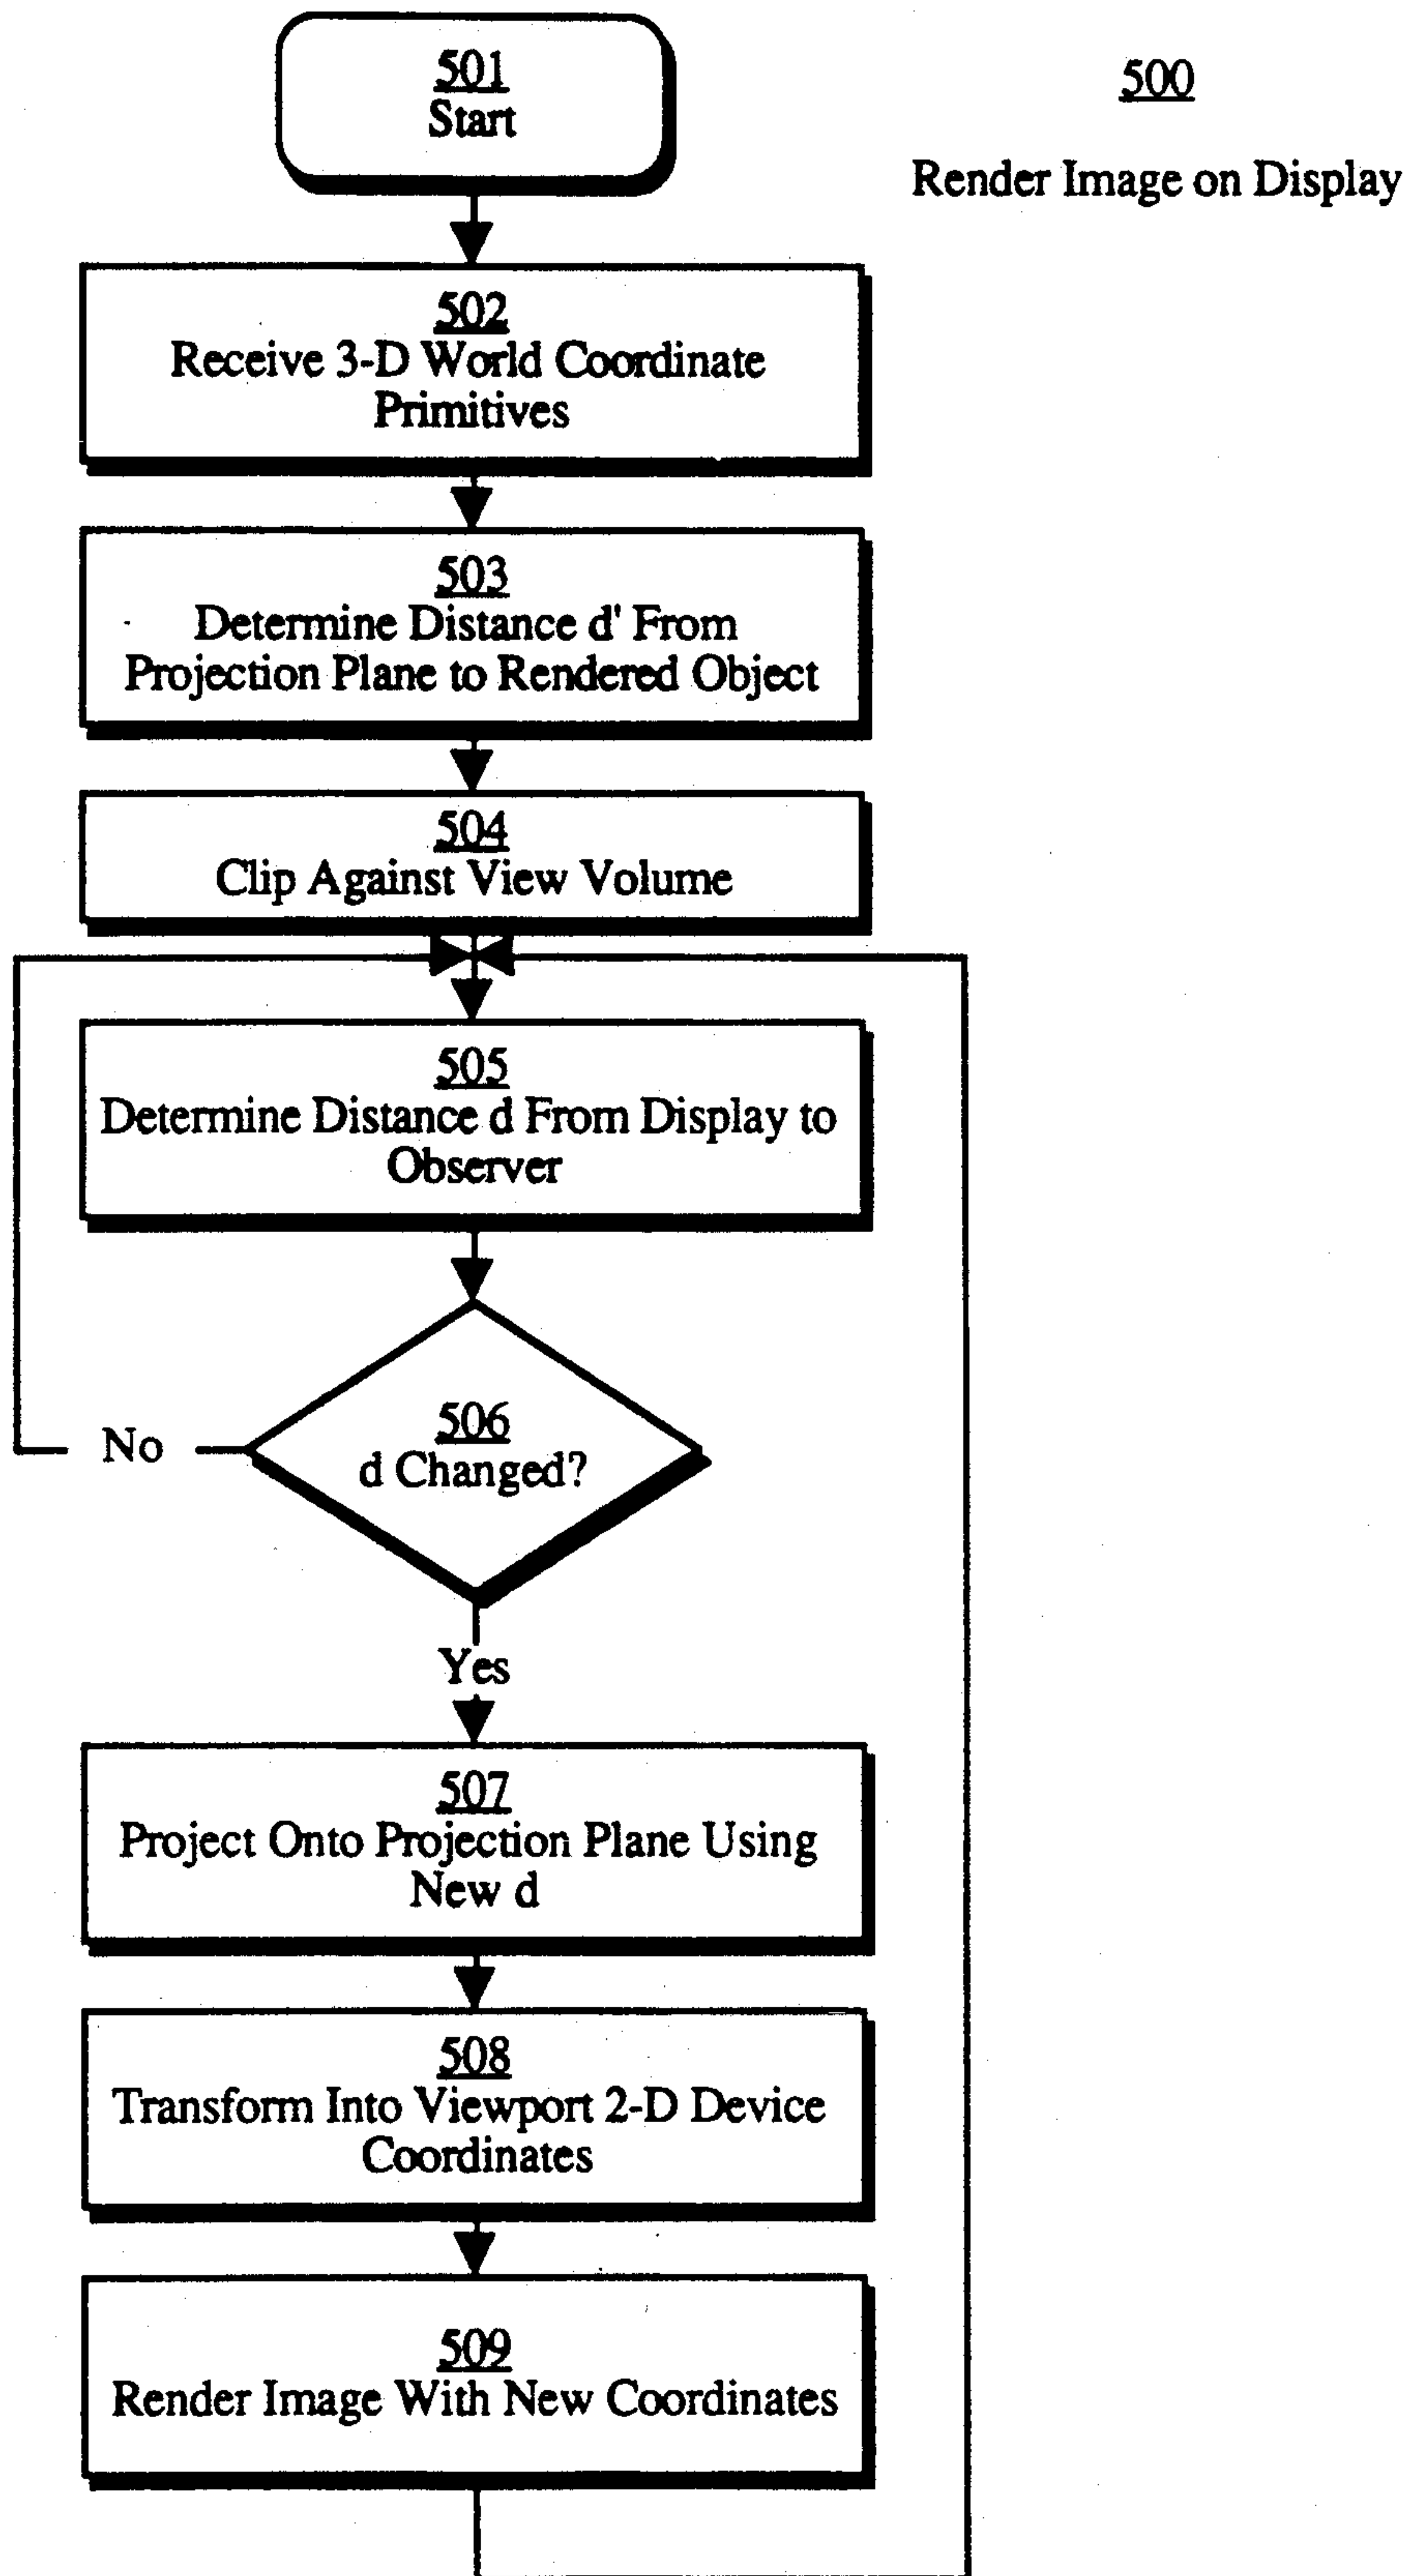 501
Start
500
Render Image on Display
502
Receive 3-D World Coordinate
Primitives
503
Determine Distance d' From
Projection Plane to Rendered Object
504
Clip Against View Volume
505
Determine Distance d From Display to
Observer
506
d Changed?
No
Yes
507
Project Onto Projection Plane Using
New d
508
Transform Into Viewport 2-D Device
Coordinates
509
Render Image With New Coordinates